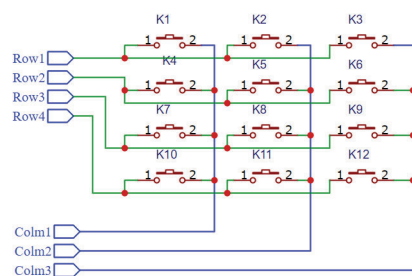 K1 K2 K3
1 2 1 2 1 2
Row1
K4 K5 K6
Row2
1 2 1 2 1 2
Row3
K7 K8 K9
Row4
1 2 1 2 1 2
K10 K11 K12
1 2 1 2 1 2
Colm1
Colm2
Colm3